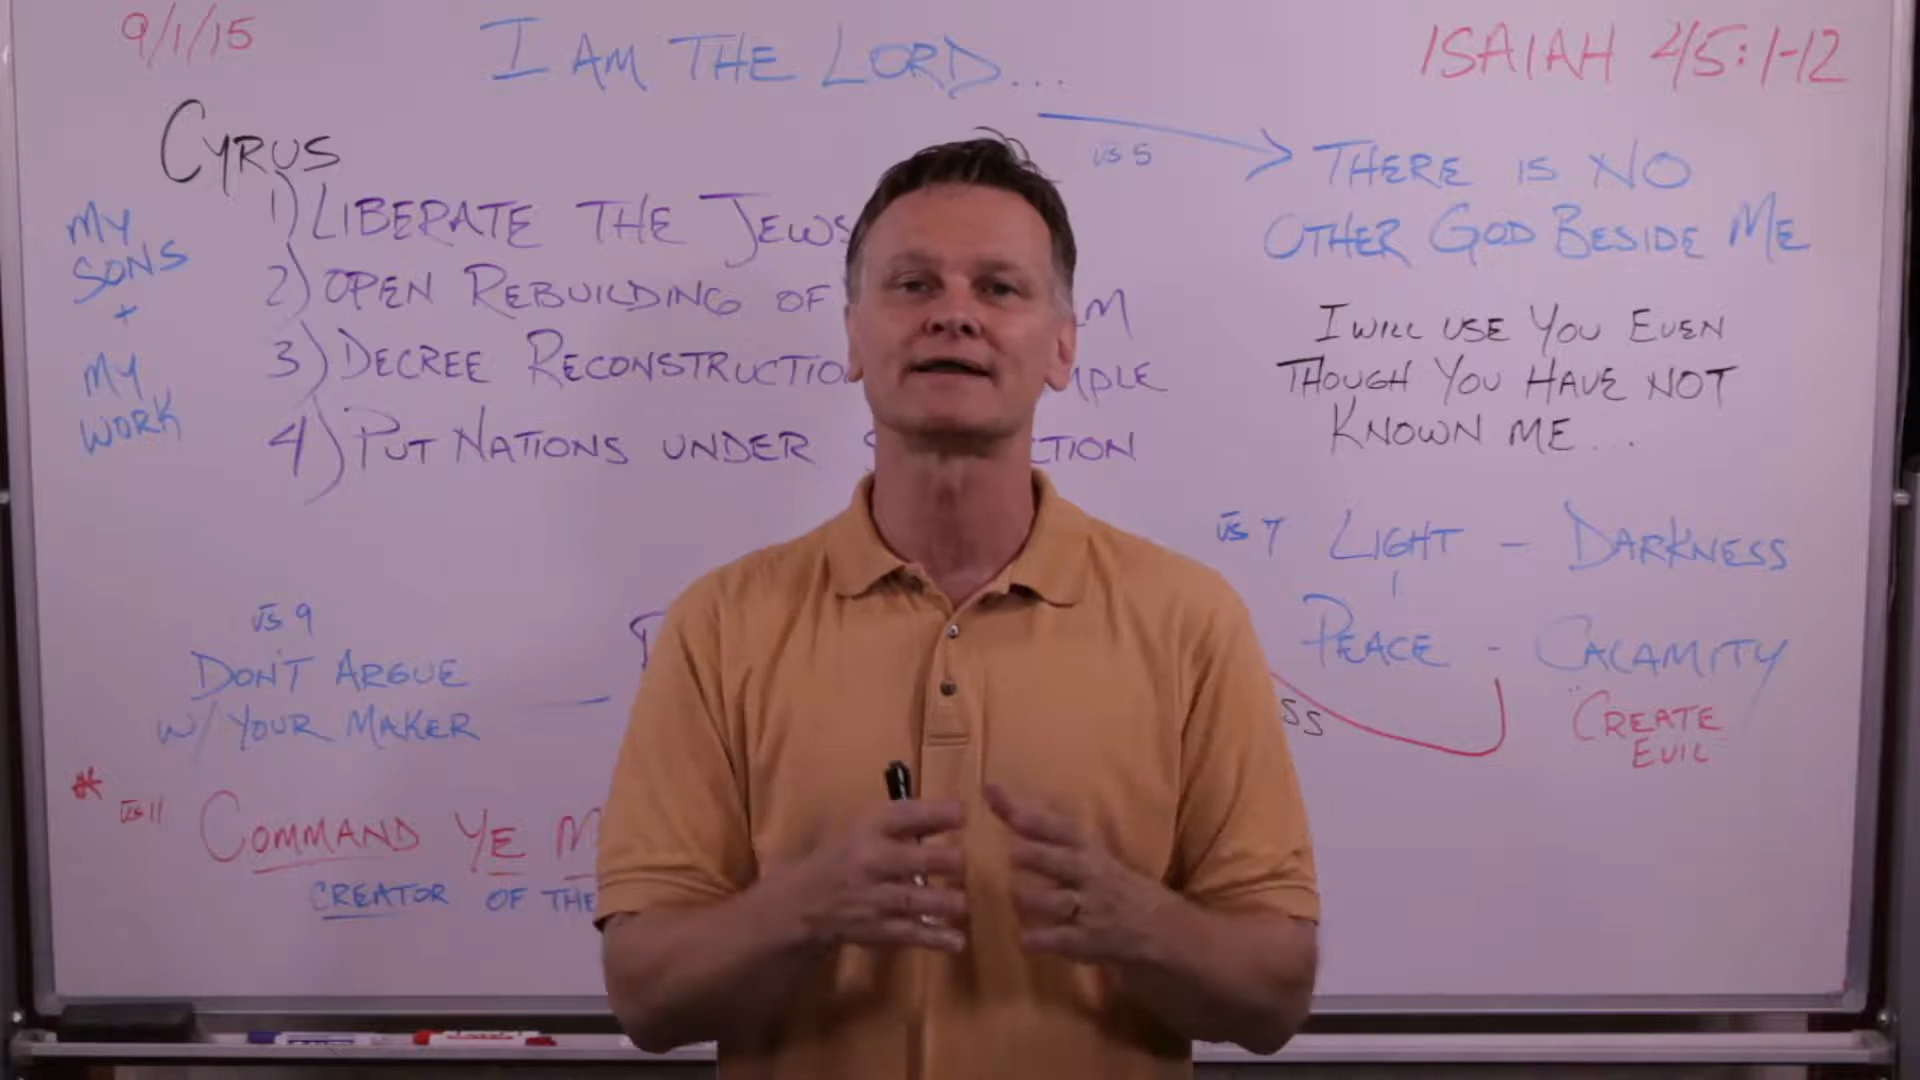 9/1/15
I AM THE LORD...
ISAIAH 45:1-12
CYRUS
MY
SONS
+
MY
WORK
1) LIBERATE THE JEWS
2) OPEN REBUILDING OF
3) DECREE RECONSTRUCTION
4) PUT NATIONS UNDER
VS 5
THERE IS NO
OTHER GOD BESIDE ME
I WILL USE YOU EVEN
THOUGH YOU HAVE NOT
KNOWN ME...
VS 7 LIGHT - DARKNESS
PEACE - CALAMITY
"CREATE
EVIL
VS 9
DON'T ARGUE
W/ YOUR MAKER
* VS 11 COMMAND YE
CREATOR OF THE